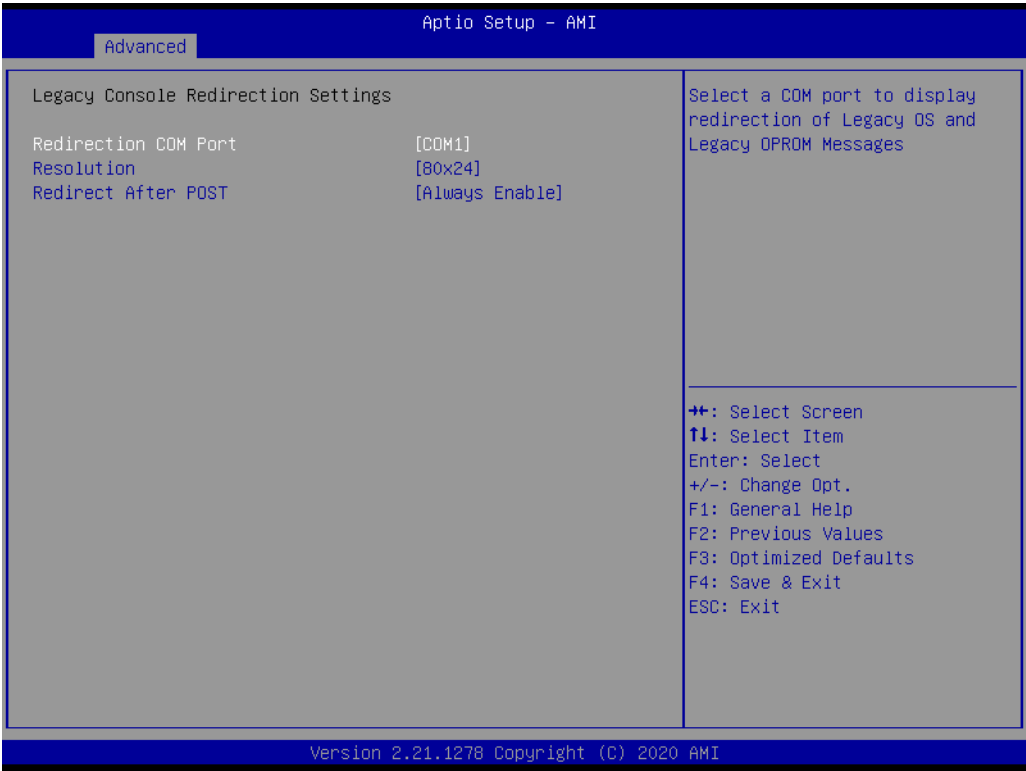 Aptio Setup - AMI
Advanced
Legacy Console Redirection Settings
Redirection COM Port [COM1]
Resolution [80x24]
Redirect After POST [Always Enable]
Select a COM port to display
redirection of Legacy OS and
Legacy OPROM Messages
→←: Select Screen
↑↓: Select Item
Enter: Select
+/-: Change Opt.
F1: General Help
F2: Previous Values
F3: Optimized Defaults
F4: Save & Exit
ESC: Exit
Version 2.21.1278 Copyright (C) 2020 AMI